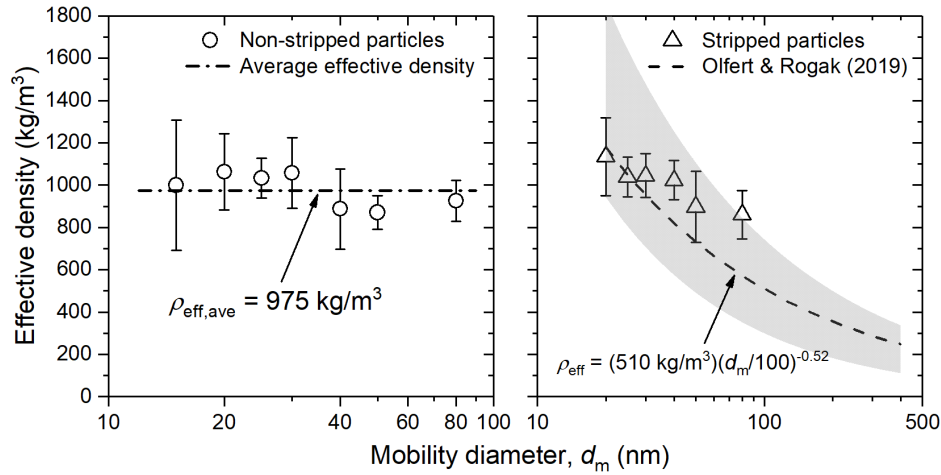 Effective density (kg/m³)
1800
1600
1400
1200
1000
800
600
400
200
0
Non-stripped particles
Average effective density
ρeff,ave = 975 kg/m³
10 20 40 60 80 100
Stripped particles
Olfert & Rogak (2019)
ρeff = (510 kg/m³)(dm/100)^-0.52
10 100 500
Mobility diameter, dm (nm)